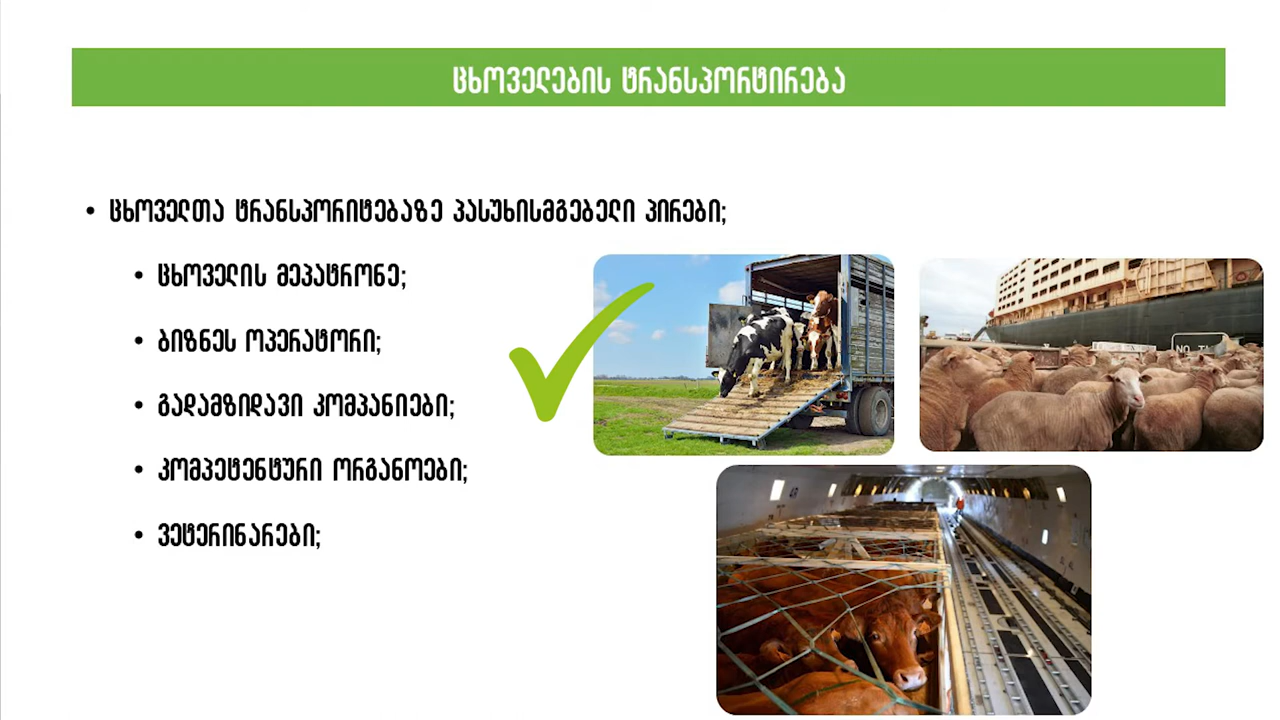 ცხოველების ტრანსპორტირება
• ცხოველთა ტრანსპორიტებაზე პასუხისმგებელი პირები;
• ცხოველის მეპატრონე;
• ბიზნეს ოპერატორი;
• გადამზიდავი კომპანიები;
• კომპეტენტური ორგანოები;
• ვეტერინარები;